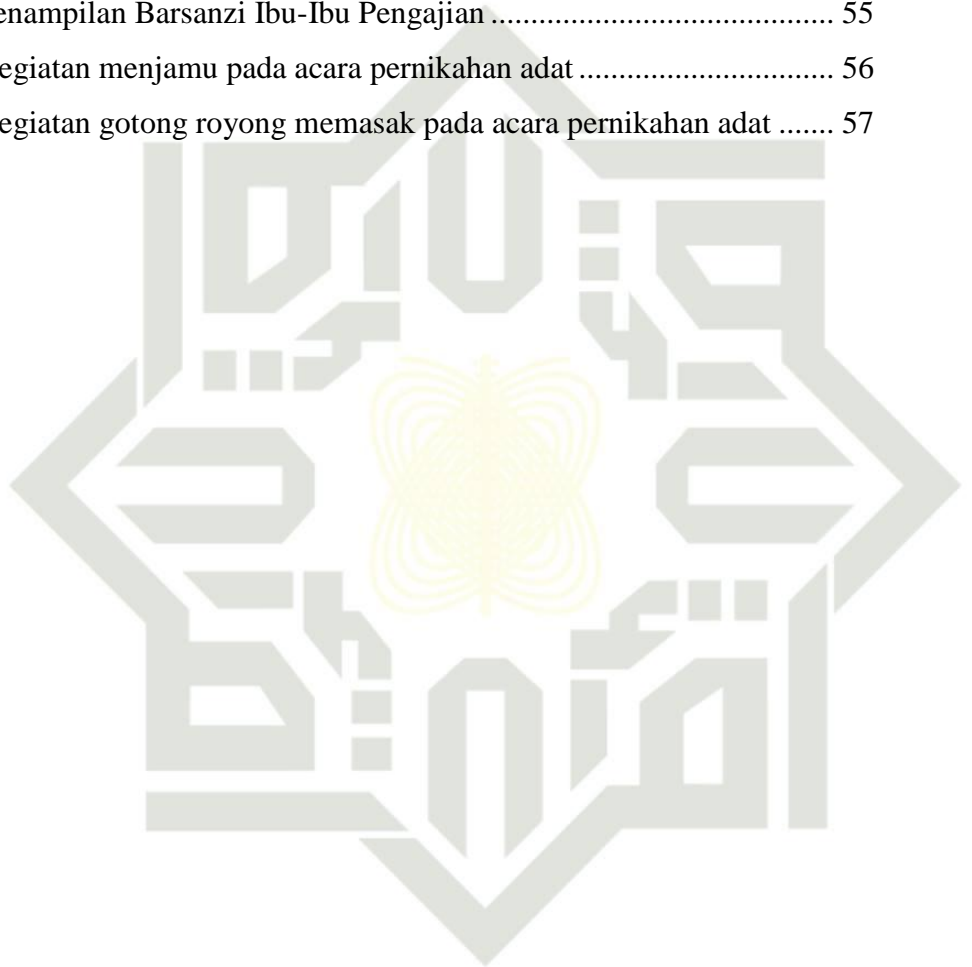 enampilan Barsanzi Ibu-Ibu Pengajian ........................................ 55
egiatan menjamu pada acara pernikahan adat .............................. 56
egiatan gotong royong memasak pada acara pernikahan adat ....... 57